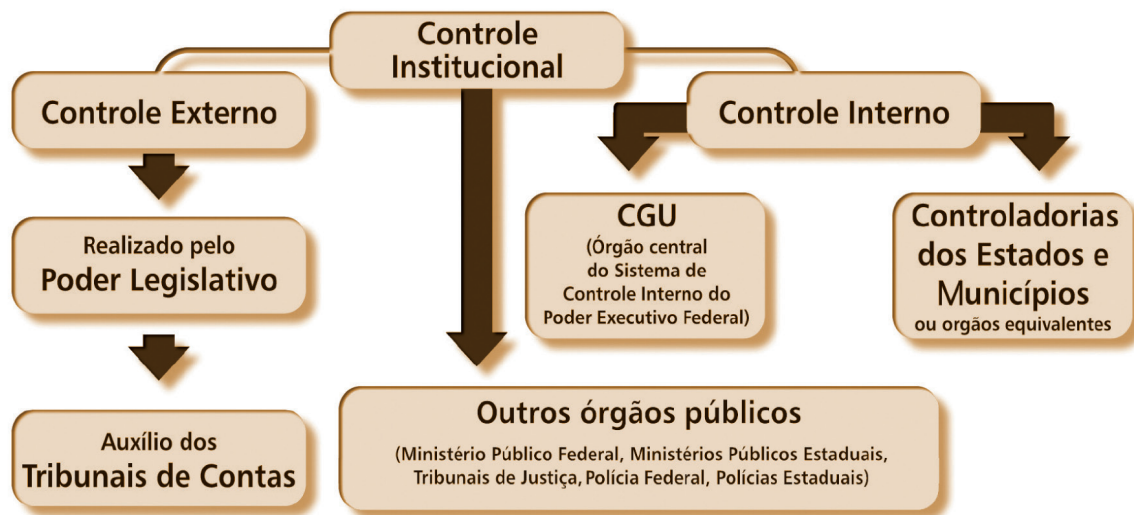 Controle
Institucional
Controle Externo
Controle Interno
Realizado pelo
Poder Legislativo
CGU
(Órgão central
do Sistema de
Controle Interno do
Poder Executivo Federal)
Controladorias
dos Estados e
Municípios
ou orgãos equivalentes
Auxílio dos
Tribunais de Contas
Outros órgãos públicos
(Ministério Público Federal, Ministérios Públicos Estaduais,
Tribunais de Justiça, Polícia Federal, Polícias Estaduais)